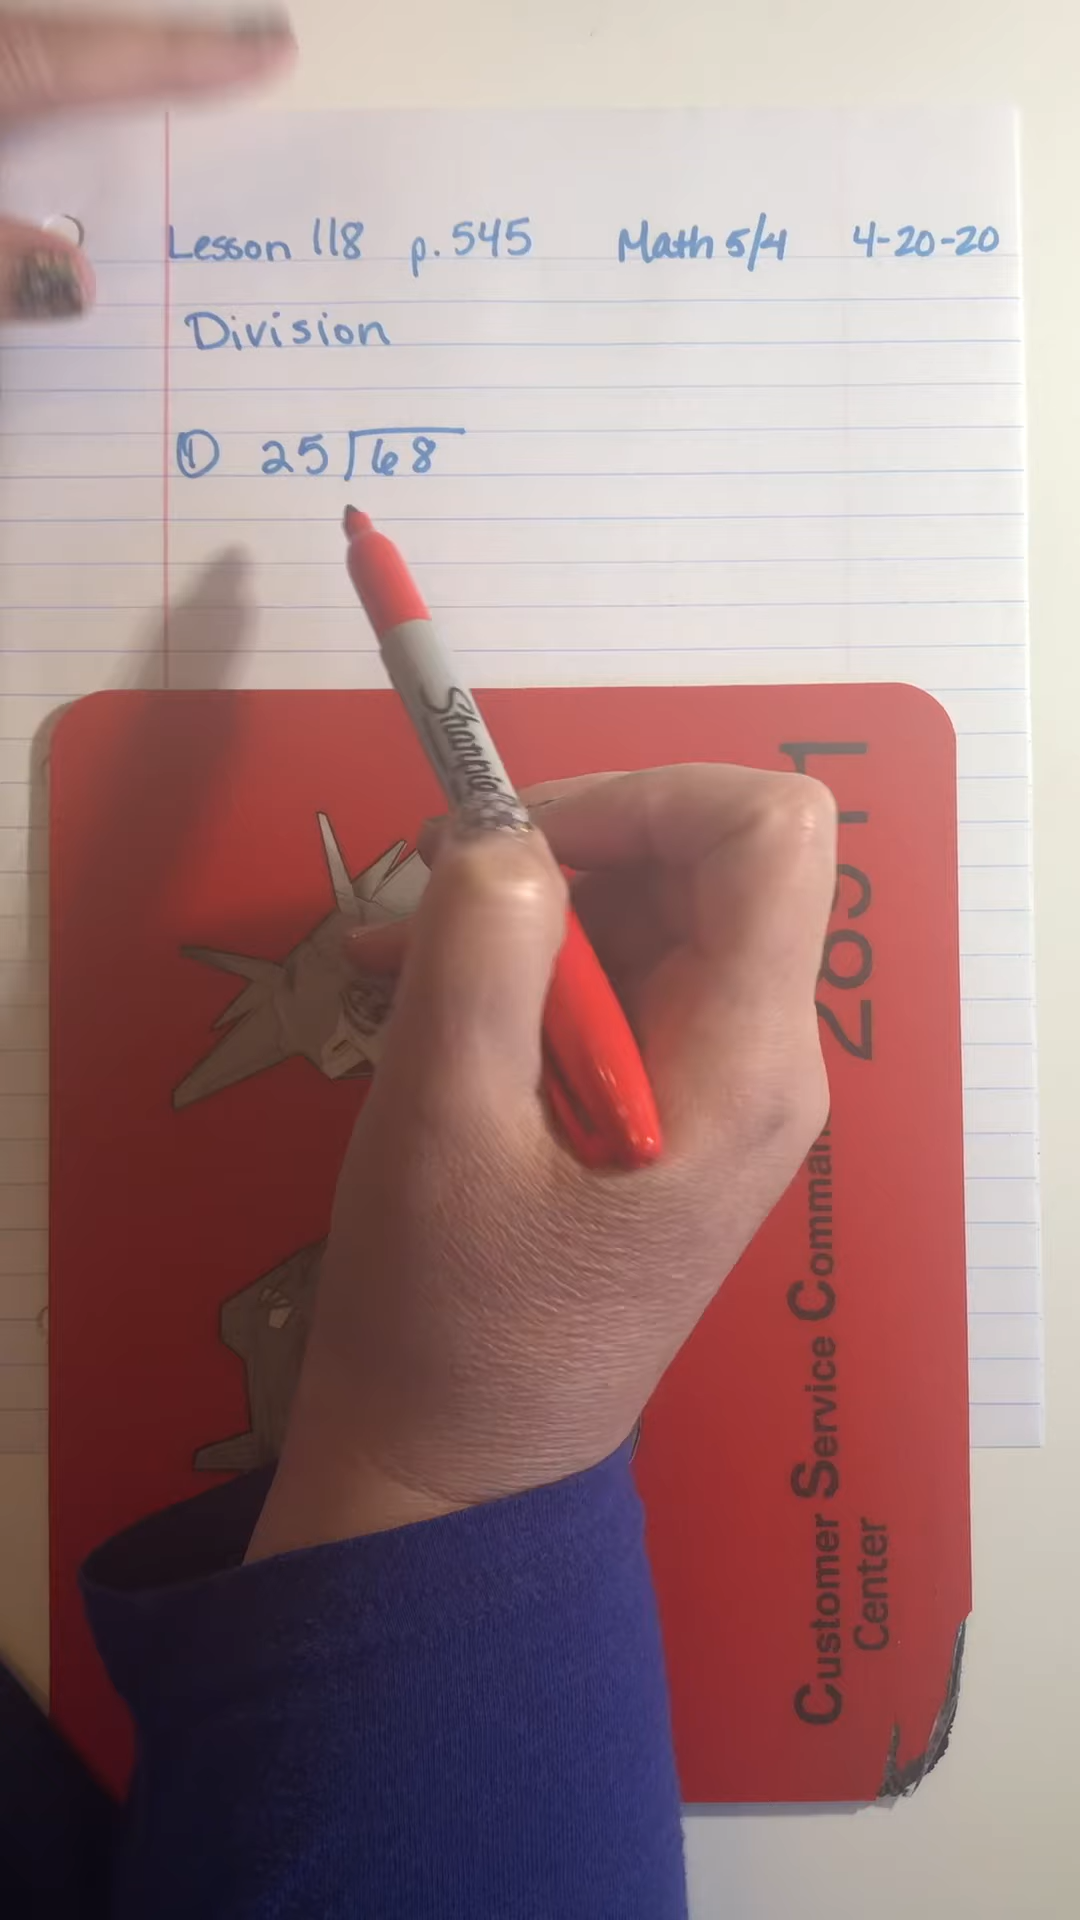 Lesson 118 p. 545 Math 5/4 4-20-20
Division
① 25⟌68
Sharpie
Customer Service Command
Center